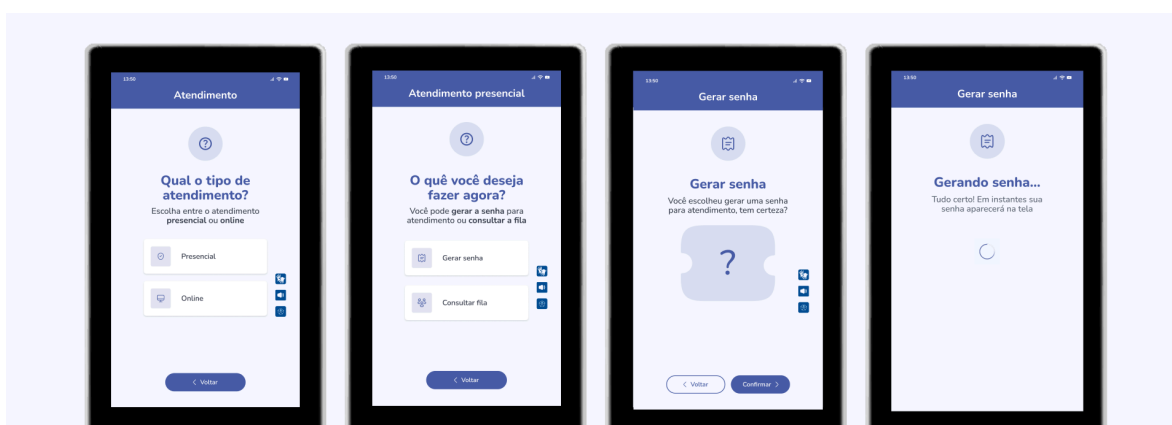 13:50
Atendimento
Qual o tipo de
atendimento?
Escolha entre o atendimento
presencial ou online
Presencial
Online
Voltar
13:50
Atendimento presencial
O quê você deseja
fazer agora?
Você pode gerar a senha para
atendimento ou consultar a fila
Gerar senha
Consultar fila
Voltar
13:50
Gerar senha
Gerar senha
Você escolheu gerar uma senha
para atendimento, tem certeza?
?
Voltar
Confirmar
13:50
Gerar senha
Gerando senha...
Tudo certo! Em instantes sua
senha aparecerá na tela